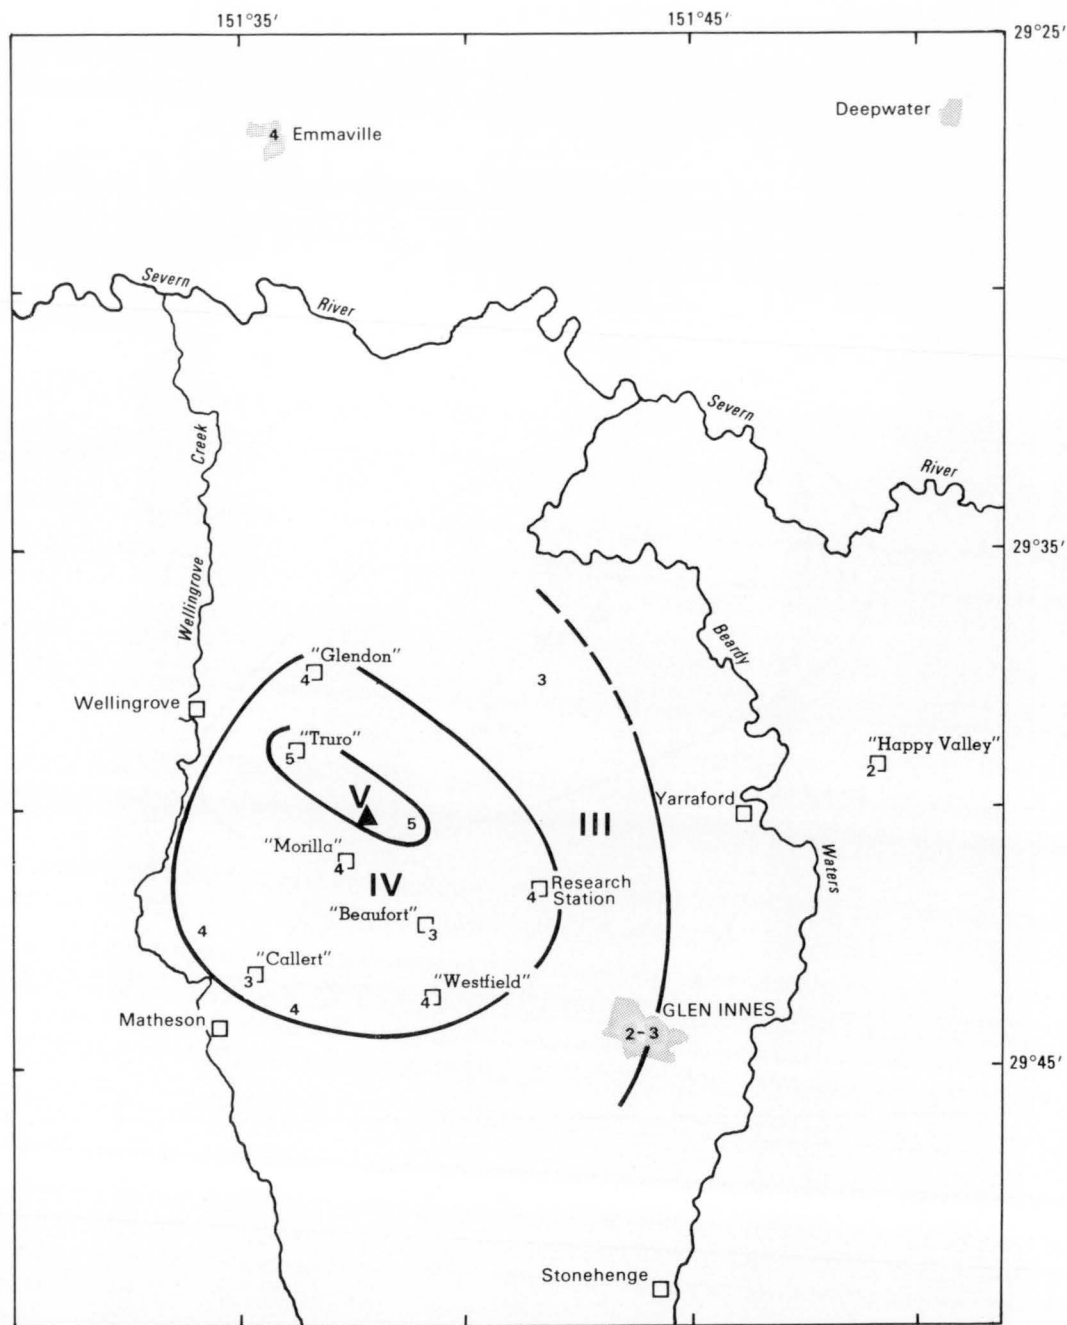 151°35′
151°45′
29°25′
Deepwater
4 Emmaville
Severn
River
Severn
River
Creek
29°35′
Wellingrove
Beardy
"Glendon"
4
3
Wellingrove
"Truro"
5
"Happy Valley"
2
V
5
Yarraford
III
"Morilla"
4
IV
Waters
Research
Station
4
"Beaufort"
3
4
"Callert"
3
"Westfield"
4
4
Matheson
GLEN INNES
2-3
29°45′
Stonehenge